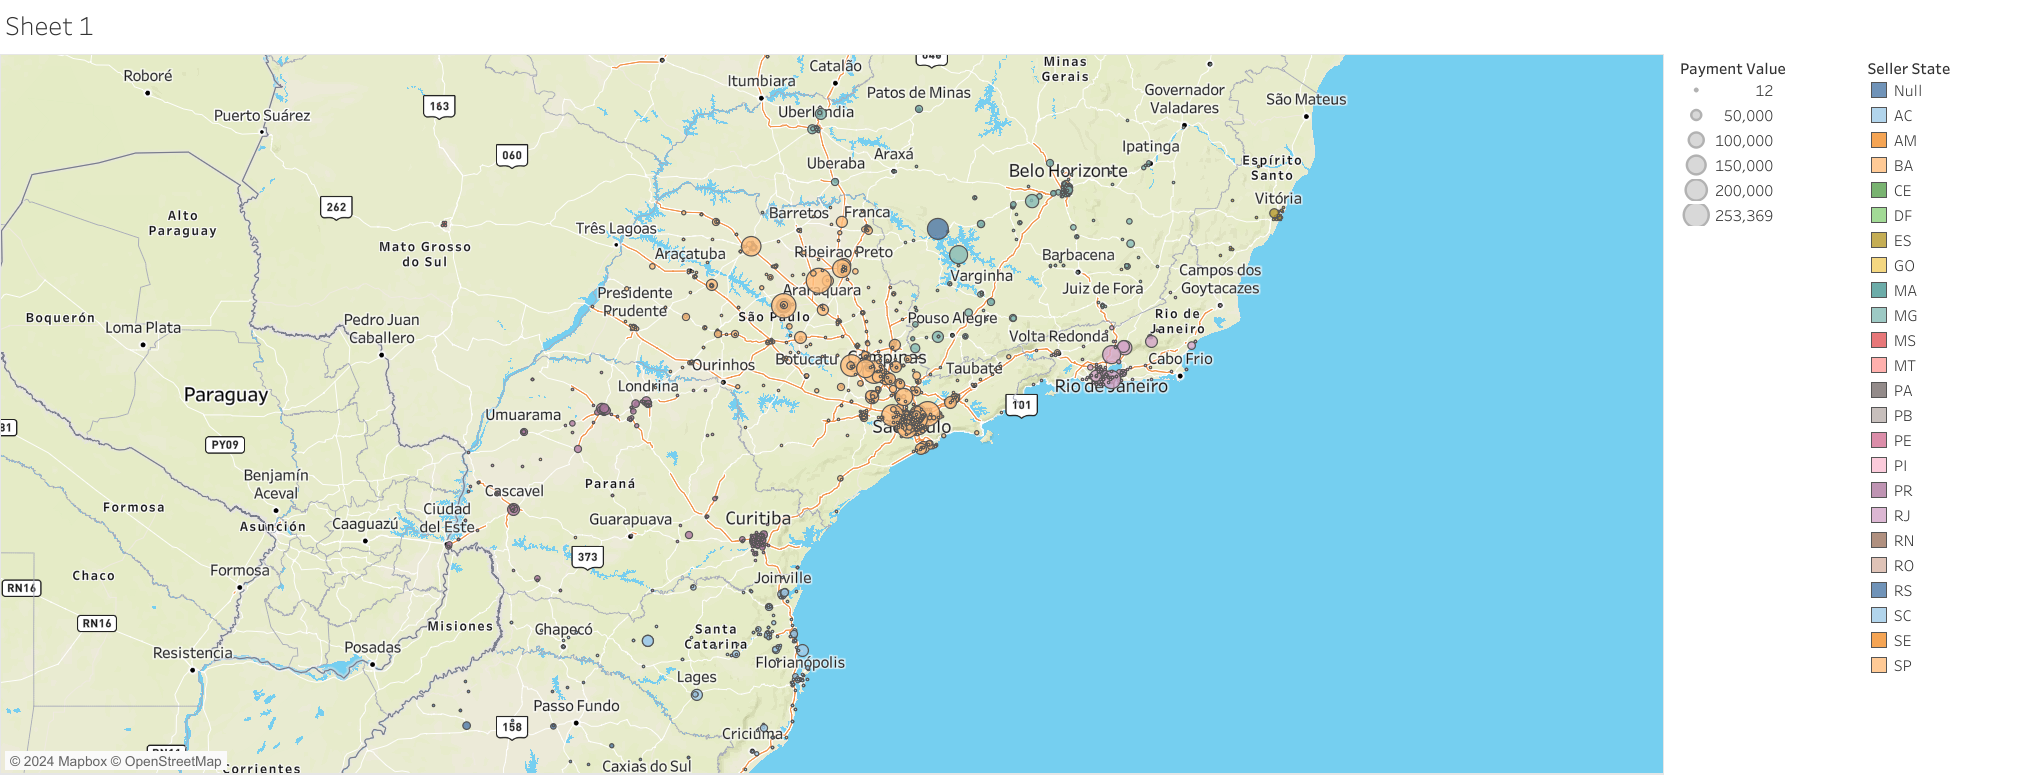 Sheet 1
Roboré
Puerto Suárez
163
060
262
Alto
Paraguay
Mato Grosso
do Sul
Boquerón
Loma Plata
Pedro Juan
Caballero
Paraguay
PY09
Benjamín
Aceval
Formosa
Asunción
Caaguazú
Ciudad
del Este
Chaco
Formosa
RN16
RN16
Resistencia
Posadas
Misiones
Corrientes
Itumbiara
Catalão
Uberlândia
Patos de Minas
Minas
Gerais
Governador
Valadares
São Mateus
Uberaba
Araxá
Ipatinga
Belo Horizonte
Espírito
Santo
Vitória
Três Lagoas
Barretos
Franca
Araçatuba
Ribeirao Preto
Varginha
Barbacena
Campos dos
Goytacazes
Araraquara
Juiz de Fora
Presidente
Prudente
São Paulo
Pouso Alegre
Rio de
Janeiro
Volta Redonda
Cabo Frio
Ourinhos
Botucatu
Campinas
Taubaté
Rio de Janeiro
101
Londrina
Umuarama
São Paulo
Cascavel
Paraná
Guarapuava
Curitiba
373
Joinville
Chapecó
Santa
Catarina
Florianópolis
Lages
Passo Fundo
158
Criciúma
Caxias do Sul
© 2024 Mapbox © OpenStreetMap
Payment Value
12
50,000
100,000
150,000
200,000
253,369
Seller State
Null
AC
AM
BA
CE
DF
ES
GO
MA
MG
MS
MT
PA
PB
PE
PI
PR
RJ
RN
RO
RS
SC
SE
SP